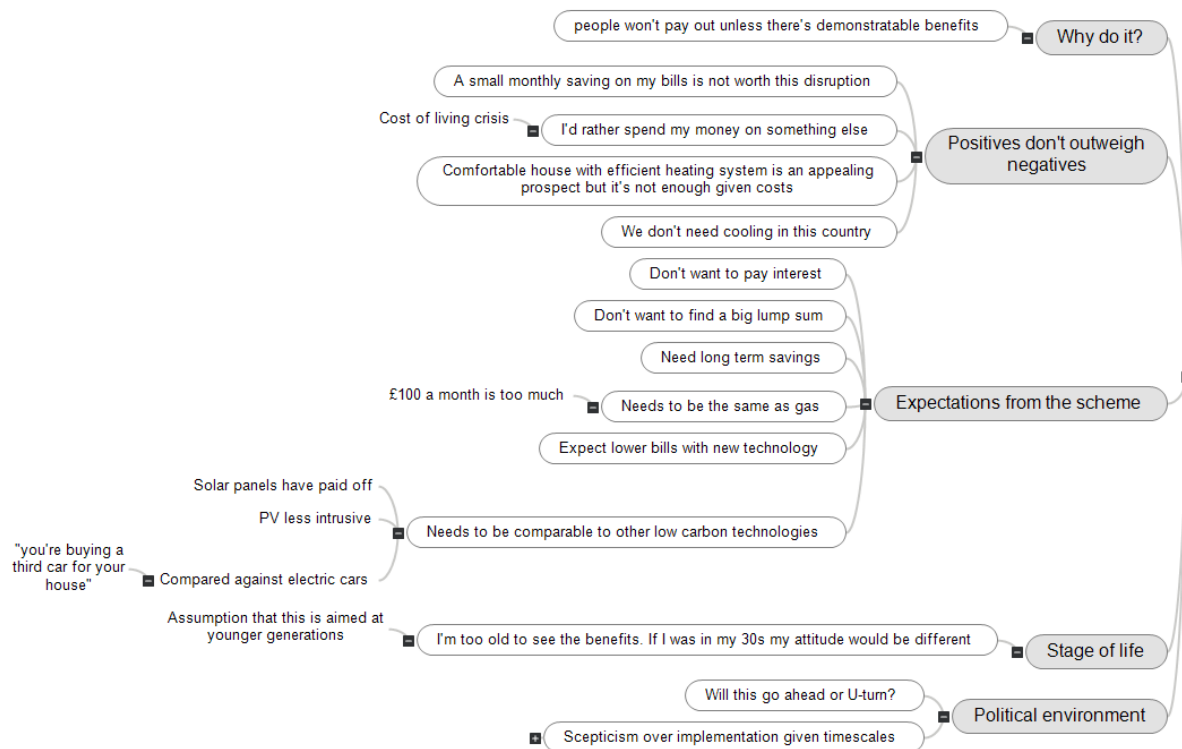 people won't pay out unless there's demonstratable benefits
Why do it?
A small monthly saving on my bills is not worth this disruption
Cost of living crisis
I'd rather spend my money on something else
Positives don't outweigh
negatives
Comfortable house with efficient heating system is an appealing
prospect but it's not enough given costs
We don't need cooling in this country
Don't want to pay interest
Don't want to find a big lump sum
Need long term savings
£100 a month is too much
Needs to be the same as gas
Expectations from the scheme
Expect lower bills with new technology
Solar panels have paid off
PV less intrusive
Needs to be comparable to other low carbon technologies
"you're buying a
third car for your
house"
Compared against electric cars
Assumption that this is aimed at
younger generations
I'm too old to see the benefits. If I was in my 30s my attitude would be different
Stage of life
Will this go ahead or U-turn?
Political environment
Scepticism over implementation given timescales